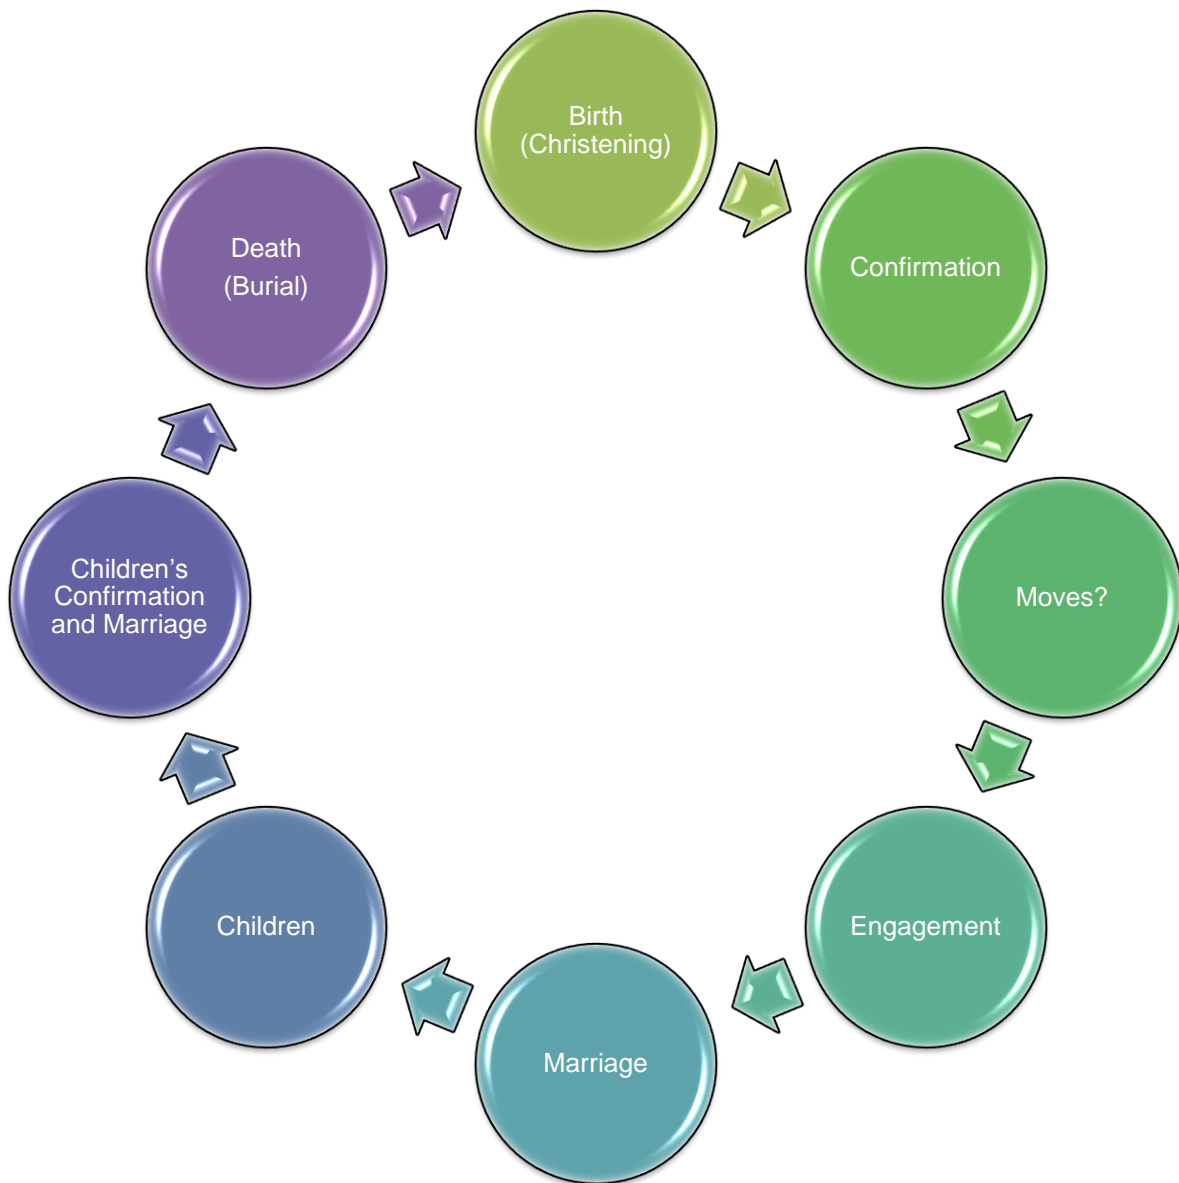 Birth
(Christening)
Confirmation
Moves?
Engagement
Marriage
Children
Children’s
Confirmation
and Marriage
Death
(Burial)